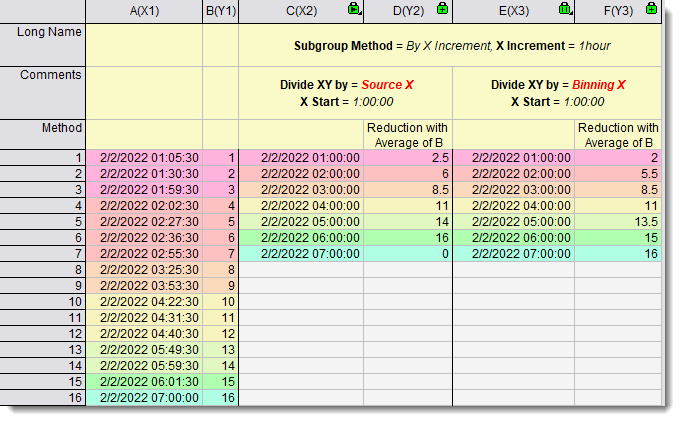 A(X1) B(Y1) C(X2) D(Y2) E(X3) F(Y3)
Long Name
Subgroup Method = By X Increment, X Increment = 1hour
Comments
Divide XY by = Source X Divide XY by = Binning X
X Start = 1:00:00 X Start = 1:00:00
Method Reduction with Reduction with
Average of B Average of B
1 2/2/2022 01:05:30 1 2/2/2022 01:00:00 2.5 2/2/2022 01:00:00 2
2 2/2/2022 01:30:30 2 2/2/2022 02:00:00 6 2/2/2022 02:00:00 5.5
3 2/2/2022 01:59:30 3 2/2/2022 03:00:00 8.5 2/2/2022 03:00:00 8.5
4 2/2/2022 02:02:30 4 2/2/2022 04:00:00 11 2/2/2022 04:00:00 11
5 2/2/2022 02:27:30 5 2/2/2022 05:00:00 14 2/2/2022 05:00:00 13.5
6 2/2/2022 02:36:30 6 2/2/2022 06:00:00 16 2/2/2022 06:00:00 15
7 2/2/2022 02:55:30 7 2/2/2022 07:00:00 0 2/2/2022 07:00:00 16
8 2/2/2022 03:25:30 8
9 2/2/2022 03:53:30 9
10 2/2/2022 04:22:30 10
11 2/2/2022 04:31:30 11
12 2/2/2022 04:40:30 12
13 2/2/2022 05:49:30 13
14 2/2/2022 05:59:30 14
15 2/2/2022 06:01:30 15
16 2/2/2022 07:00:00 16